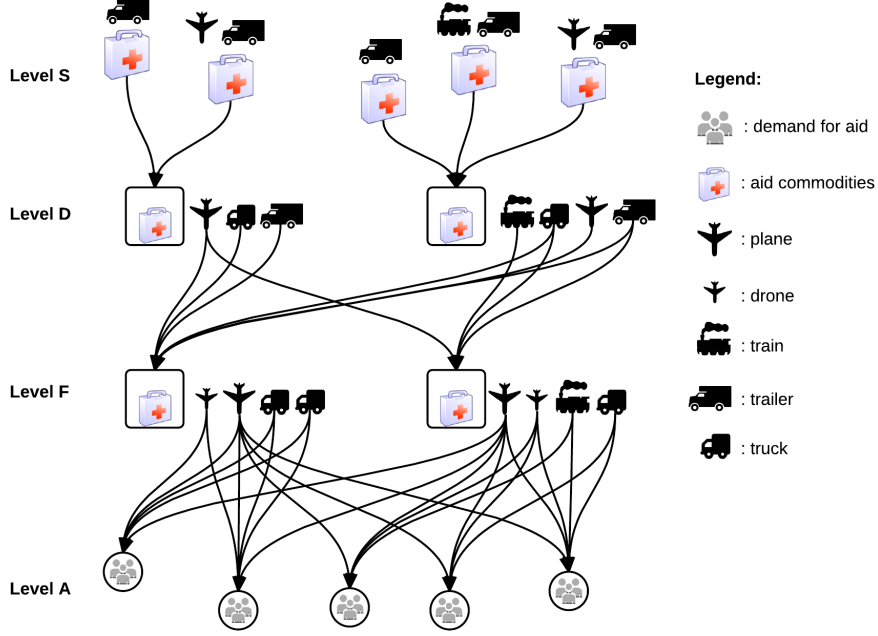 Level S
Legend:
: demand for aid
: aid commodities
Level D
: plane
: drone
: train
Level F
: trailer
: truck
Level A